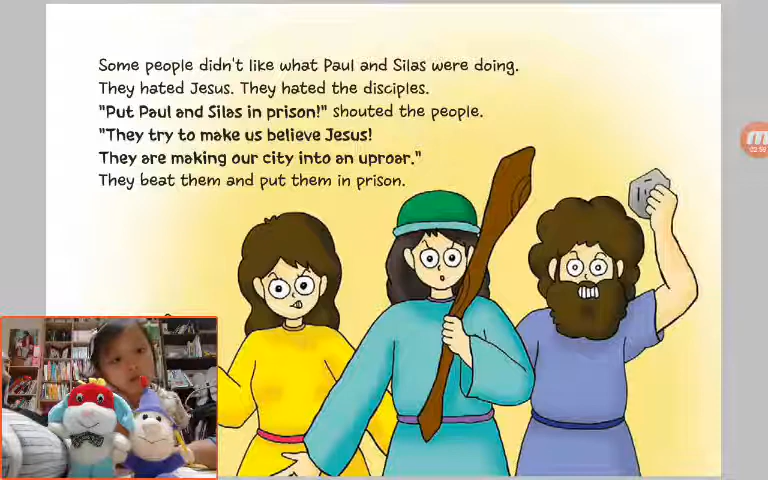 Some people didn't like what Paul and Silas were doing.
They hated Jesus. They hated the disciples.
"Put Paul and Silas in prison!" shouted the people.
"They try to make us believe Jesus!
They are making our city into an uproar."
They beat them and put them in prison.